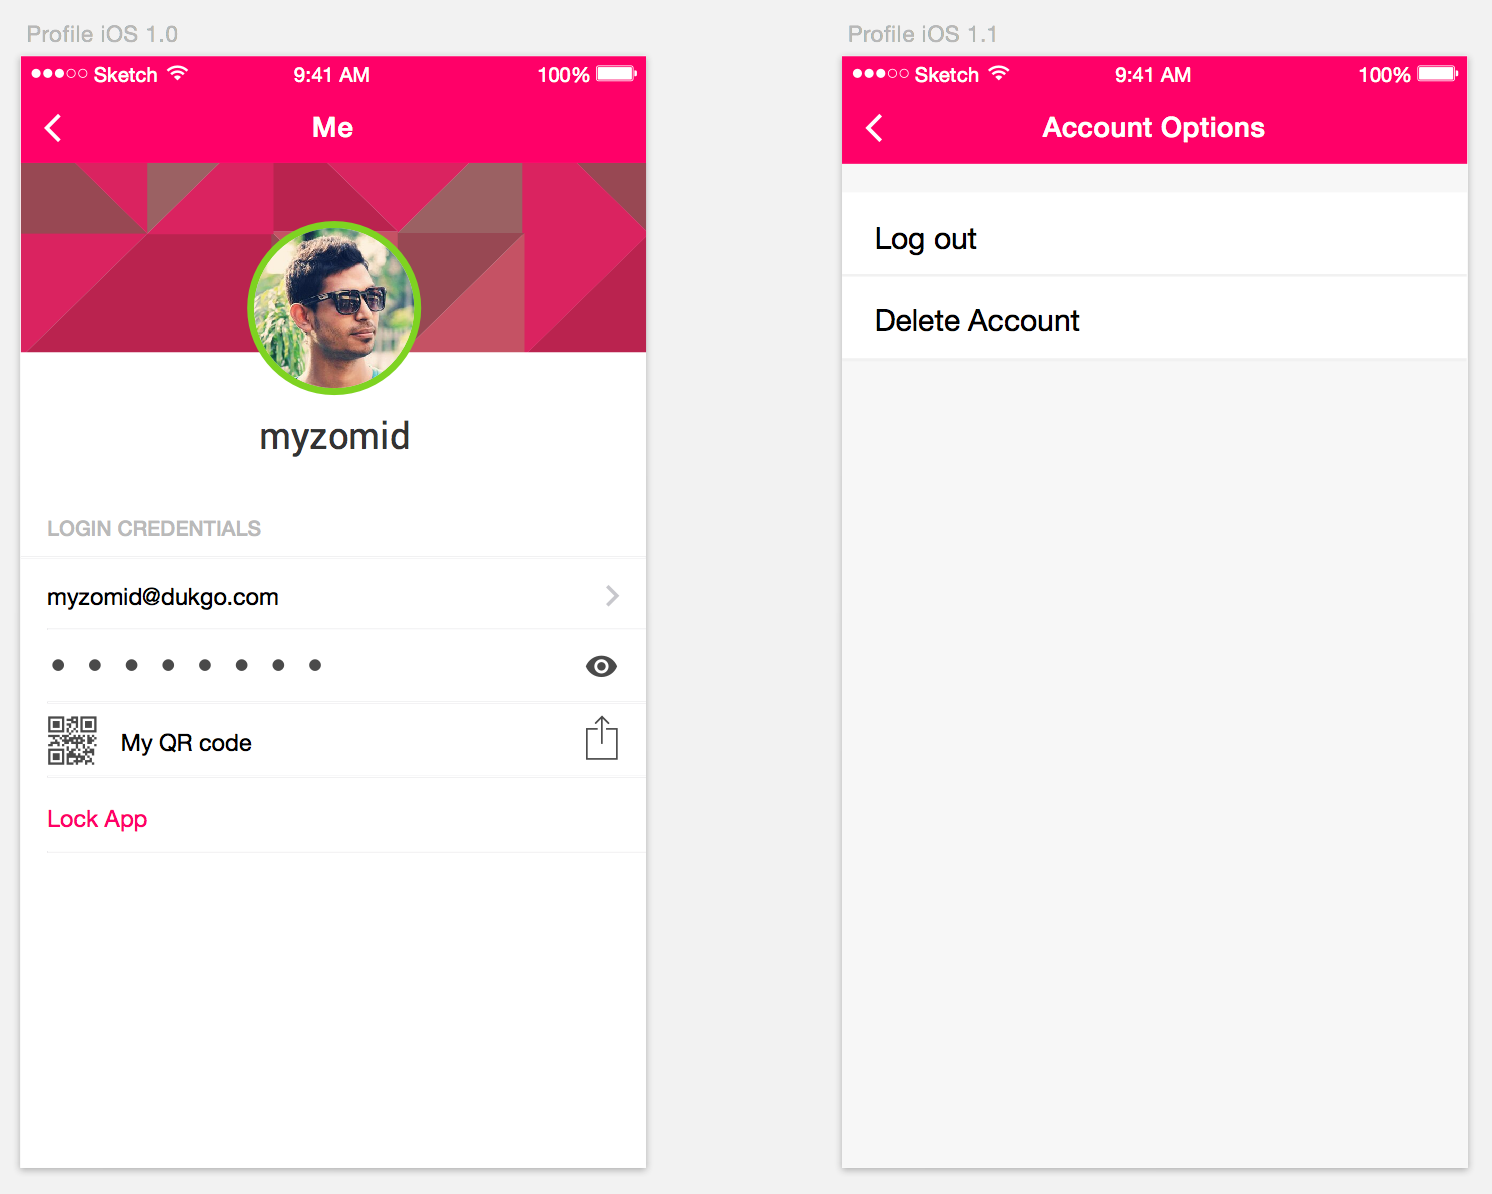 Profile iOS 1.0
Sketch 9:41 AM 100%
Me
myzomid
LOGIN CREDENTIALS
myzomid@dukgo.com
My QR code
Lock App
Profile iOS 1.1
Sketch 9:41 AM 100%
Account Options
Log out
Delete Account